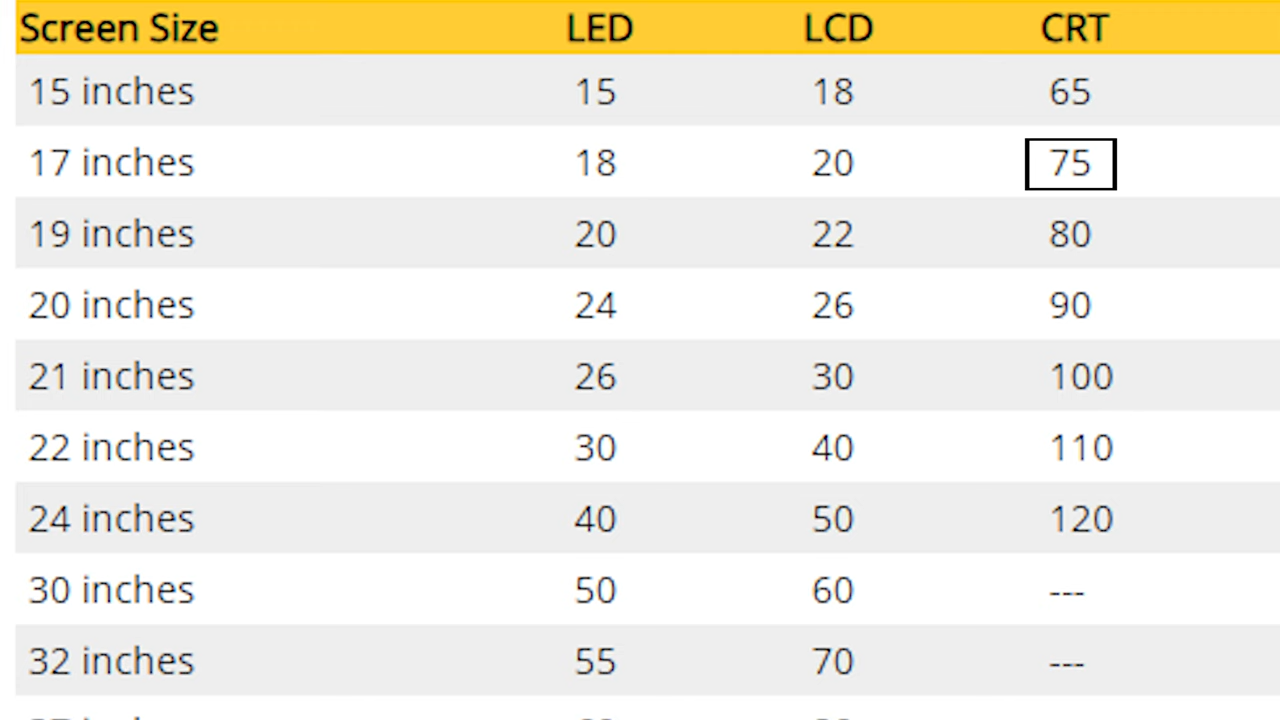 Screen Size LED LCD CRT
15 inches 15 18 65
17 inches 18 20 75
19 inches 20 22 80
20 inches 24 26 90
21 inches 26 30 100
22 inches 30 40 110
24 inches 40 50 120
30 inches 50 60 ---
32 inches 55 70 ---